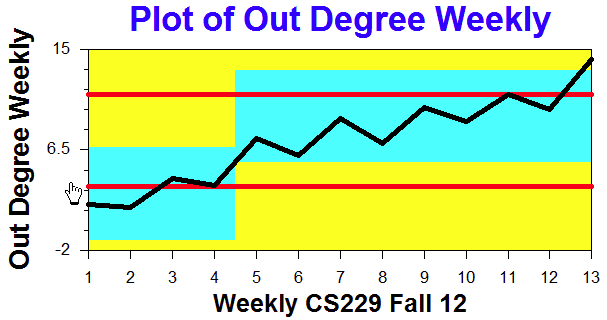 Plot of Out Degree Weekly
Out Degree Weekly
15
6.5
-2
1 2 3 4 5 6 7 8 9 10 11 12 13
Weekly CS229 Fall 12